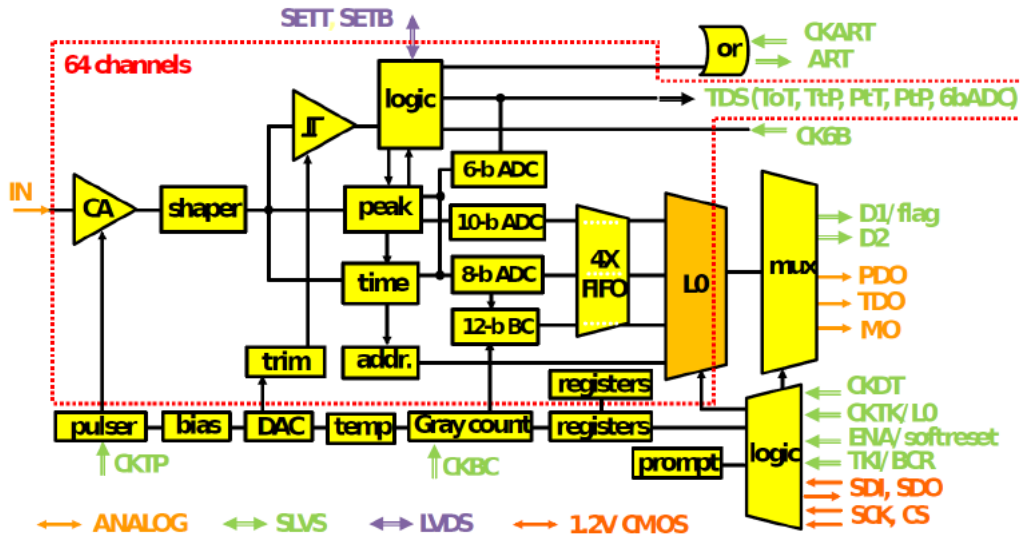 SETT, SETB
CKART
ART
or
64 channels
logic
TDS (ToT, TtP, PtT, PtP, 6bADC)
CK6B
6-b ADC
IN
CA
shaper
peak
10-b ADC
4X
FIFO
L0
mux
D1/flag
D2
time
8-b ADC
PDO
TDO
12-b BC
MO
trim
addr.
registers
CKDT
pulser
bias
DAC
temp
Gray count
registers
CKTK/L0
logic
ENA/softreset
prompt
TKI/BCR
CKTP
CKBC
SDI, SDO
SCK, CS
ANALOG
SLVS
LVDS
1.2V CMOS